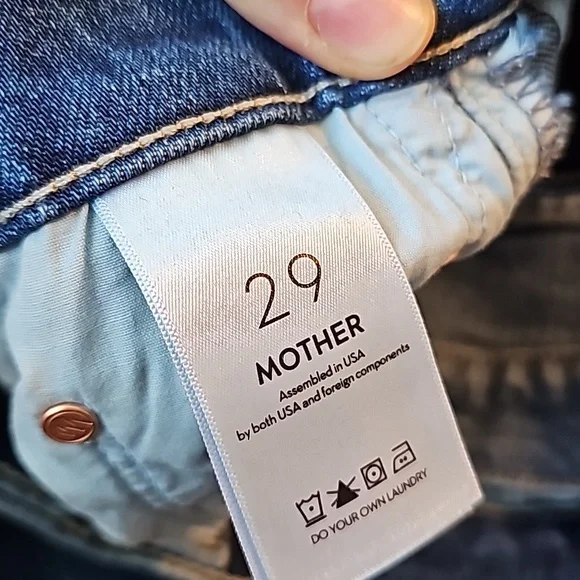 29
MOTHER
Assembled in USA
by both USA and foreign components
DO YOUR OWN LAUNDRY